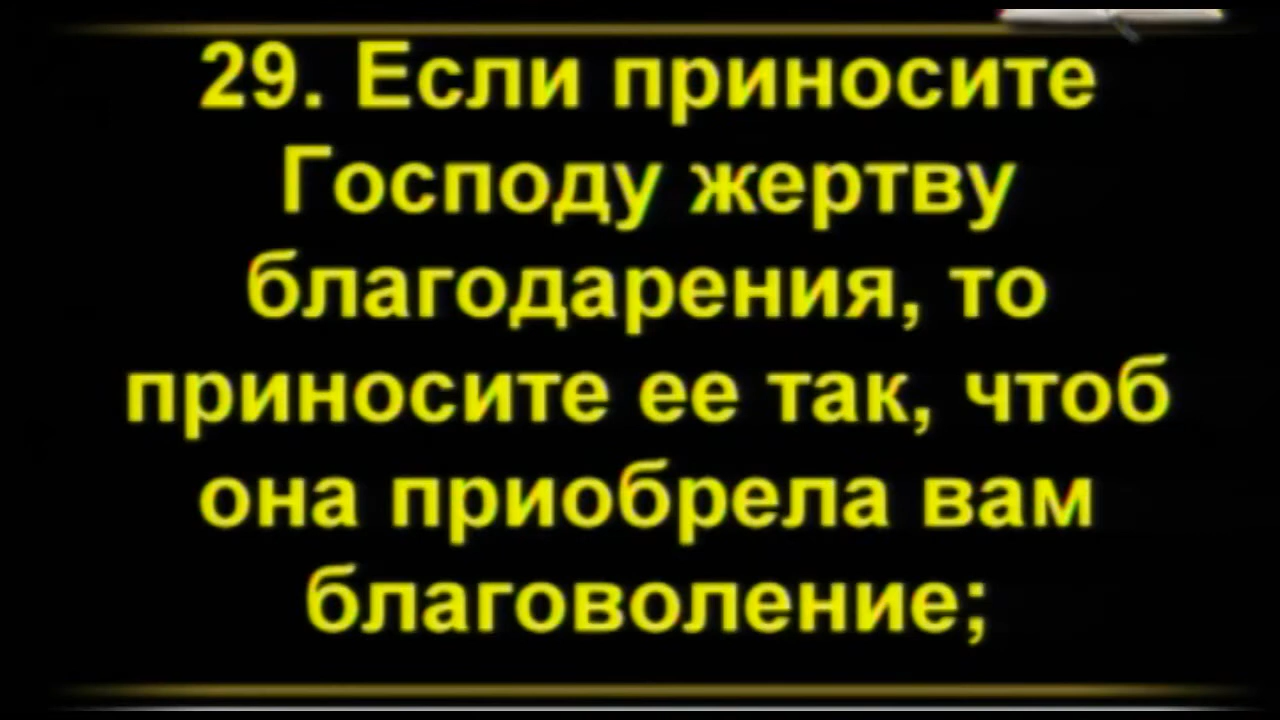 29. Если приносите
Господу жертву
благодарения, то
приносите ее так, чтоб
она приобрела вам
благоволение;